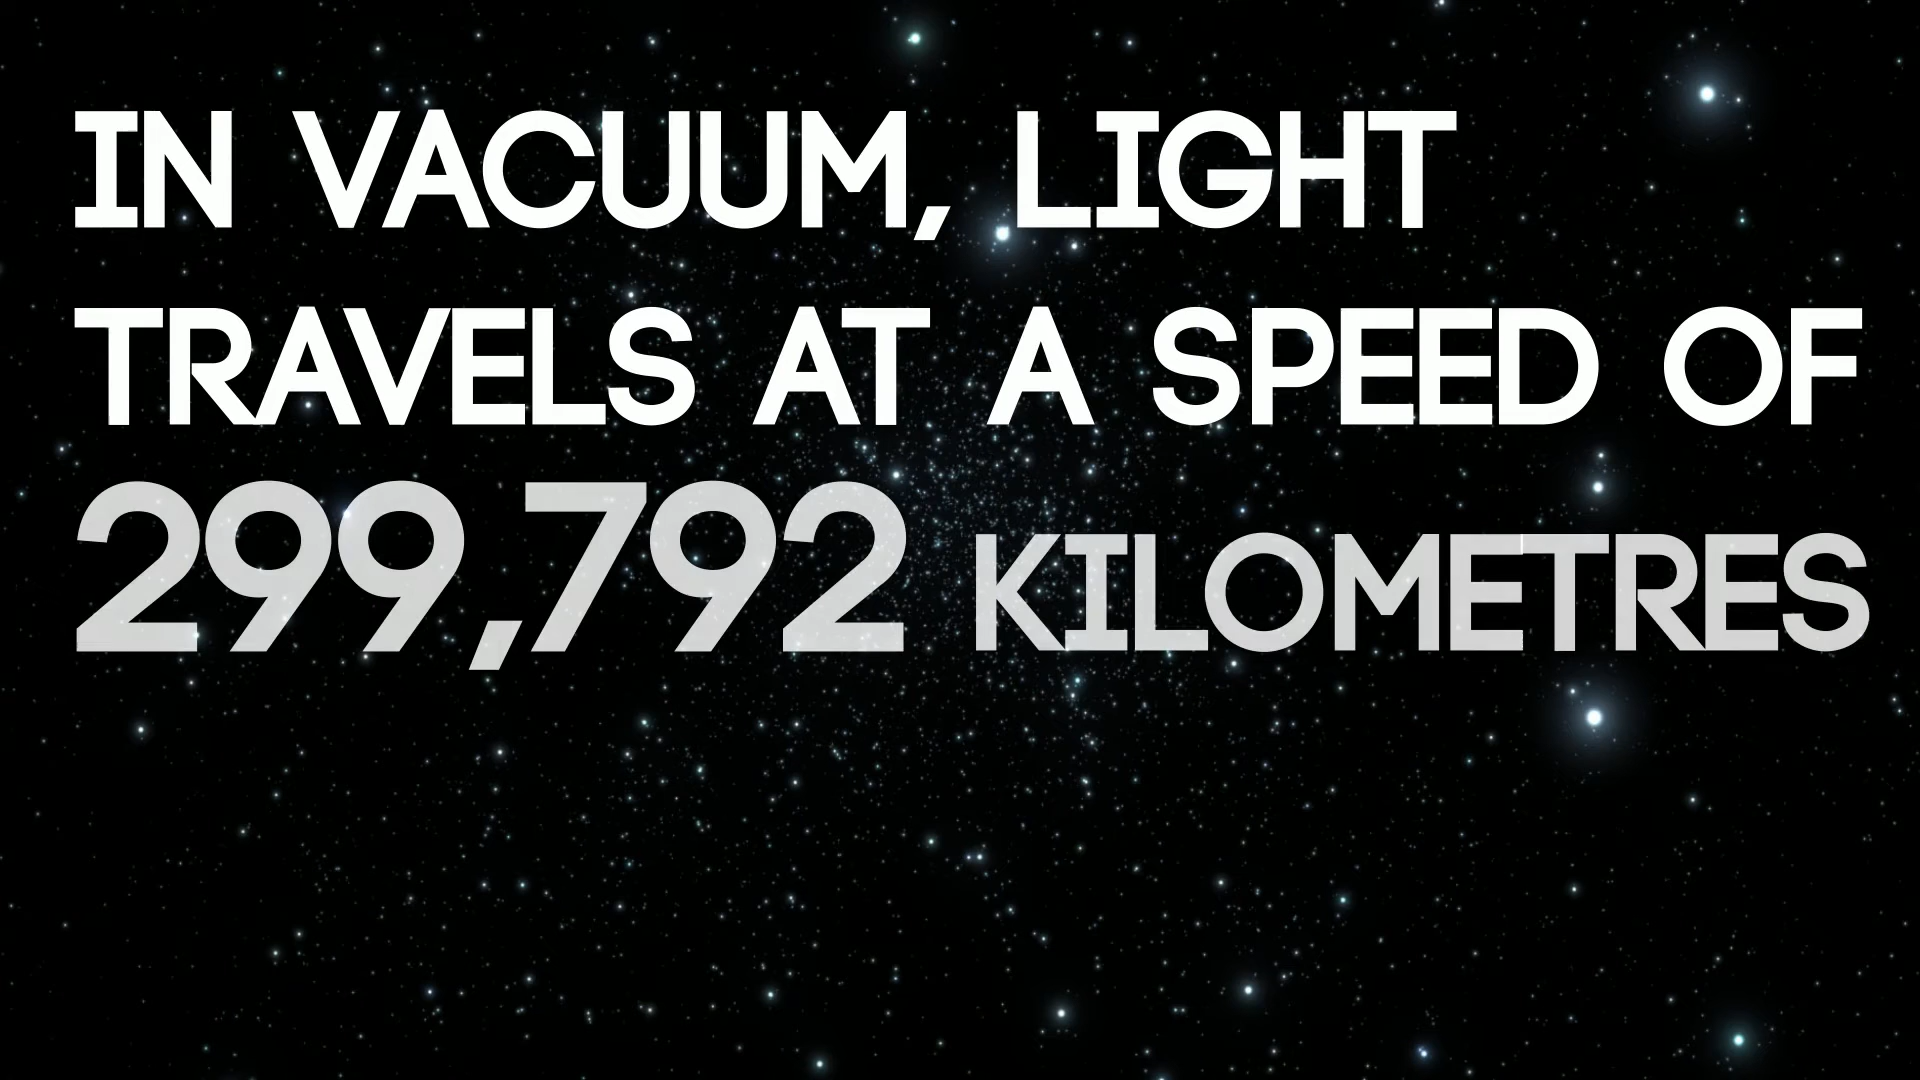 IN VACUUM, LIGHT
TRAVELS AT A SPEED OF
299,792 KILOMETRES